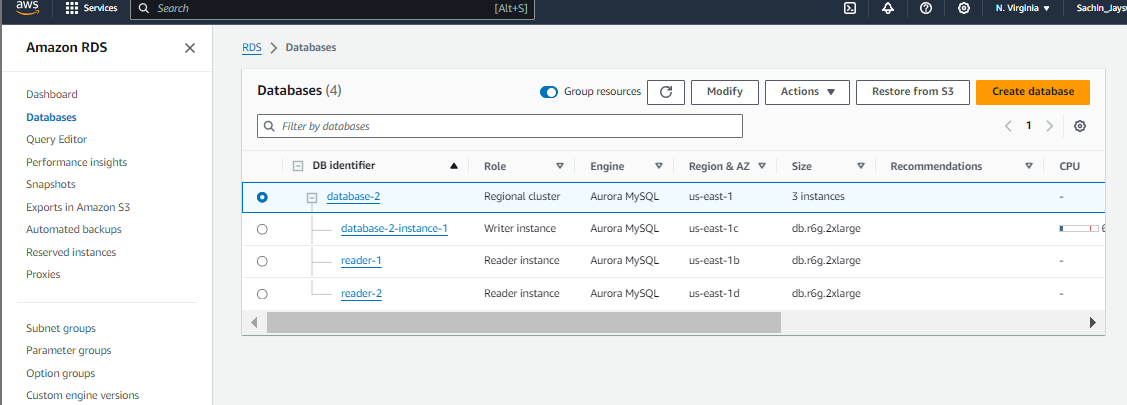 aws Services Search [Alt+S] N. Virginia Sachin_Jays
Amazon RDS
Dashboard
Databases
Query Editor
Performance insights
Snapshots
Exports in Amazon S3
Automated backups
Reserved instances
Proxies
Subnet groups
Parameter groups
Option groups
Custom engine versions
RDS > Databases
Databases (4) Group resources Modify Actions Restore from S3 Create database
Filter by databases 1
DB identifier Role Engine Region & AZ Size Recommendations CPU
database-2 Regional cluster Aurora MySQL us-east-1 3 instances -
database-2-instance-1 Writer instance Aurora MySQL us-east-1c db.r6g.2xlarge
reader-1 Reader instance Aurora MySQL us-east-1b db.r6g.2xlarge -
reader-2 Reader instance Aurora MySQL us-east-1d db.r6g.2xlarge -